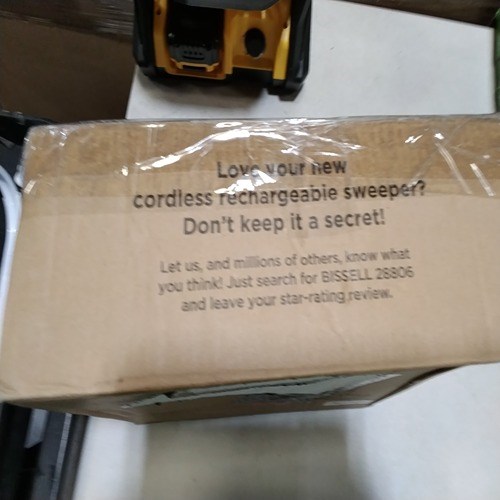 Love your new
cordless rechargeable sweeper?
Don't keep it a secret!
Let us, and millions of others, know what
you think! Just search for BISSELL 28806
and leave your star-rating review.